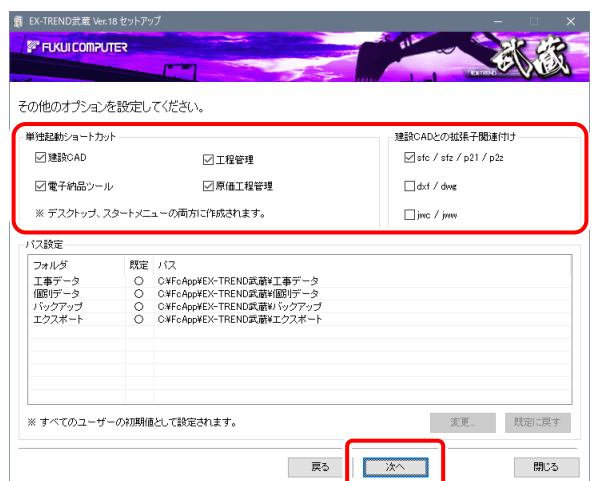 EX-TREND武蔵 Ver.18 セットアップ
FUKUI COMPUTER
EX-TREND 武蔵
その他のオプションを設定してください。
単独起動ショートカット
建設CAD
工程管理
電子納品ツール
原価工程管理
※ デスクトップ、スタートメニューの両方に作成されます。
建設CADとの拡張子関連付け
sfc / sfz / p21 / p2z
dxf / dwg
jwc / jww
パス設定
フォルダ 既定 パス
工事データ ○ C:¥FcApp¥EX-TREND武蔵¥工事データ
個別データ ○ C:¥FcApp¥EX-TREND武蔵¥個別データ
バックアップ ○ C:¥FcApp¥EX-TREND武蔵¥バックアップ
エクスポート ○ C:¥FcApp¥EX-TREND武蔵¥エクスポート
※ すべてのユーザーの初期値として設定されます。
変更... 既定に戻す
戻る 次へ 閉じる